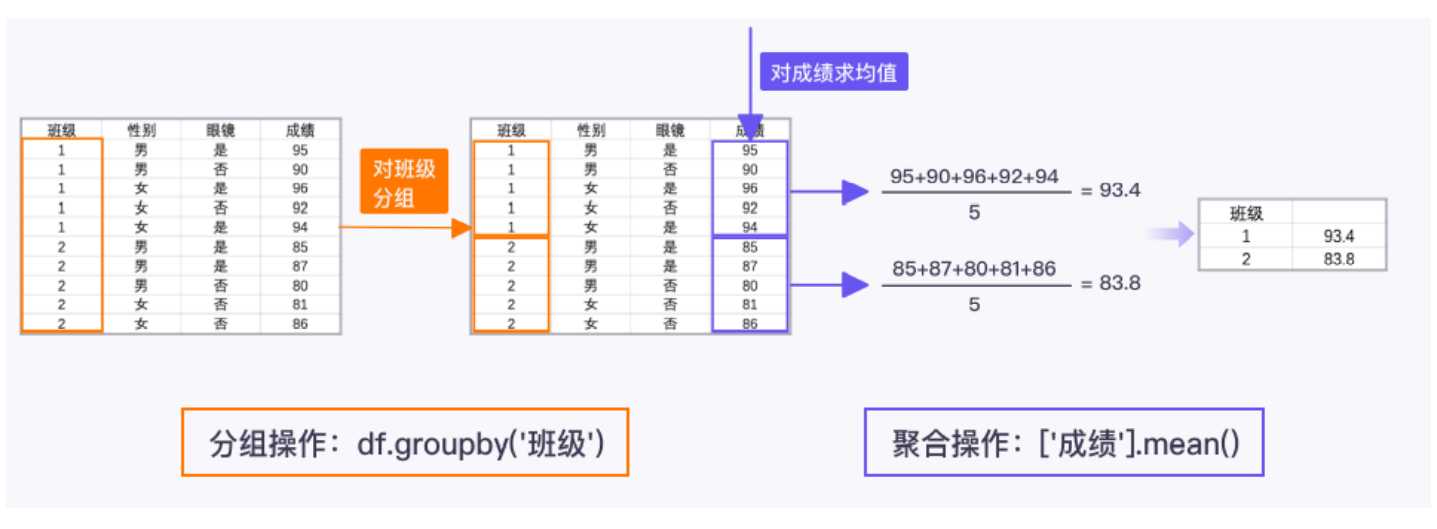 对成绩求均值
班级 性别 眼镜 成绩
1 男 是 95
1 男 否 90
1 女 是 96
1 女 否 92
1 女 是 94
2 男 是 85
2 男 是 87
2 男 否 80
2 女 否 81
2 女 否 86
对班级
分组
班级 性别 眼镜 成绩
1 男 是 95
1 男 否 90
1 女 是 96
1 女 否 92
1 女 是 94
2 男 是 85
2 男 是 87
2 男 否 80
2 女 否 81
2 女 否 86
95+90+96+92+94
5
= 93.4
85+87+80+81+86
5
= 83.8
班级
1 93.4
2 83.8
分组操作：df.groupby('班级')
聚合操作：['成绩'].mean()